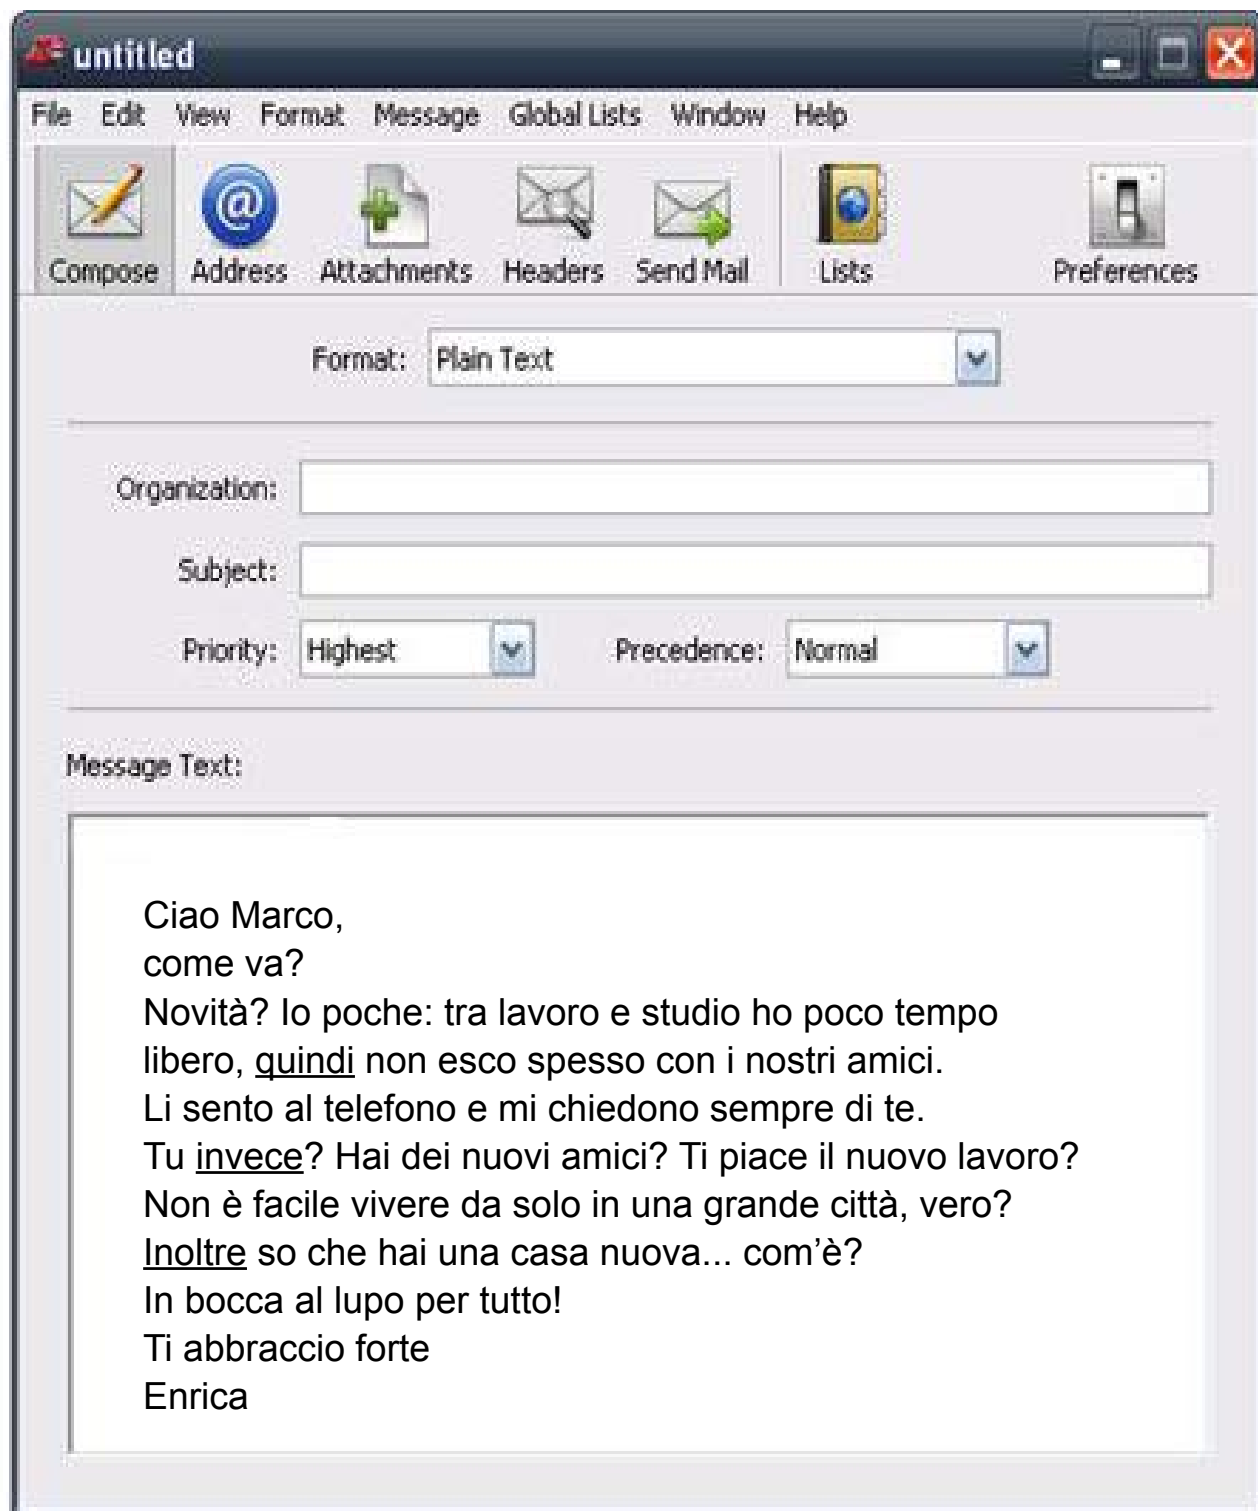 untitled
File Edit View Format Message Global Lists Window Help
Compose Address Attachments Headers Send Mail Lists Preferences
Format: Plain Text
Organization:
Subject:
Priority: Highest Precedence: Normal
Message Text:
Ciao Marco,
come va?
Novità? Io poche: tra lavoro e studio ho poco tempo
libero, quindi non esco spesso con i nostri amici.
Li sento al telefono e mi chiedono sempre di te.
Tu invece? Hai dei nuovi amici? Ti piace il nuovo lavoro?
Non è facile vivere da solo in una grande città, vero?
Inoltre so che hai una casa nuova... com’è?
In bocca al lupo per tutto!
Ti abbraccio forte
Enrica